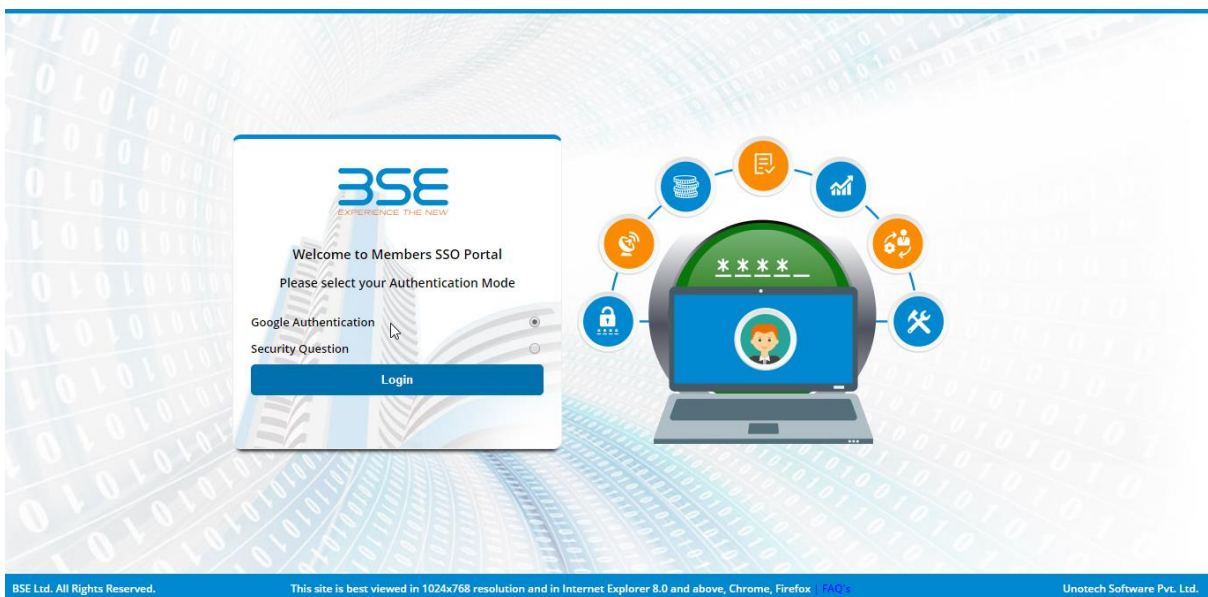 BSE
EXPERIENCE THE NEW
Welcome to Members SSO Portal
Please select your Authentication Mode
Google Authentication
Security Question
Login
* * * * _
BSE Ltd. All Rights Reserved.
This site is best viewed in 1024x768 resolution and in Internet Explorer 8.0 and above, Chrome, Firefox | FAQ's
Unotech Software Pvt. Ltd.